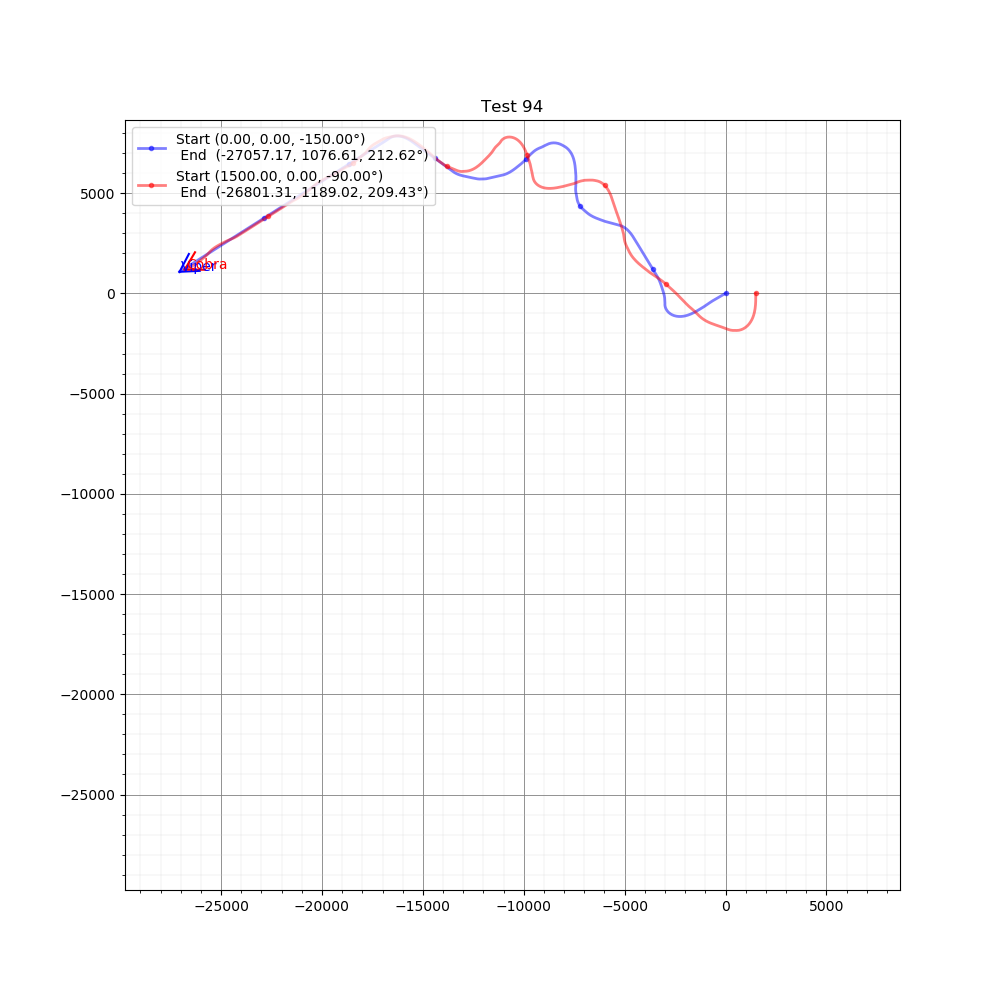 Test 94
Start (0.00, 0.00, -150.00°)
End (-27057.17, 1076.61, 212.62°)
Start (1500.00, 0.00, -90.00°)
End (-26801.31, 1189.02, 209.43°)
5000
0
−5000
−10000
−15000
−20000
−25000
−25000 −20000 −15000 −10000 −5000 0 5000